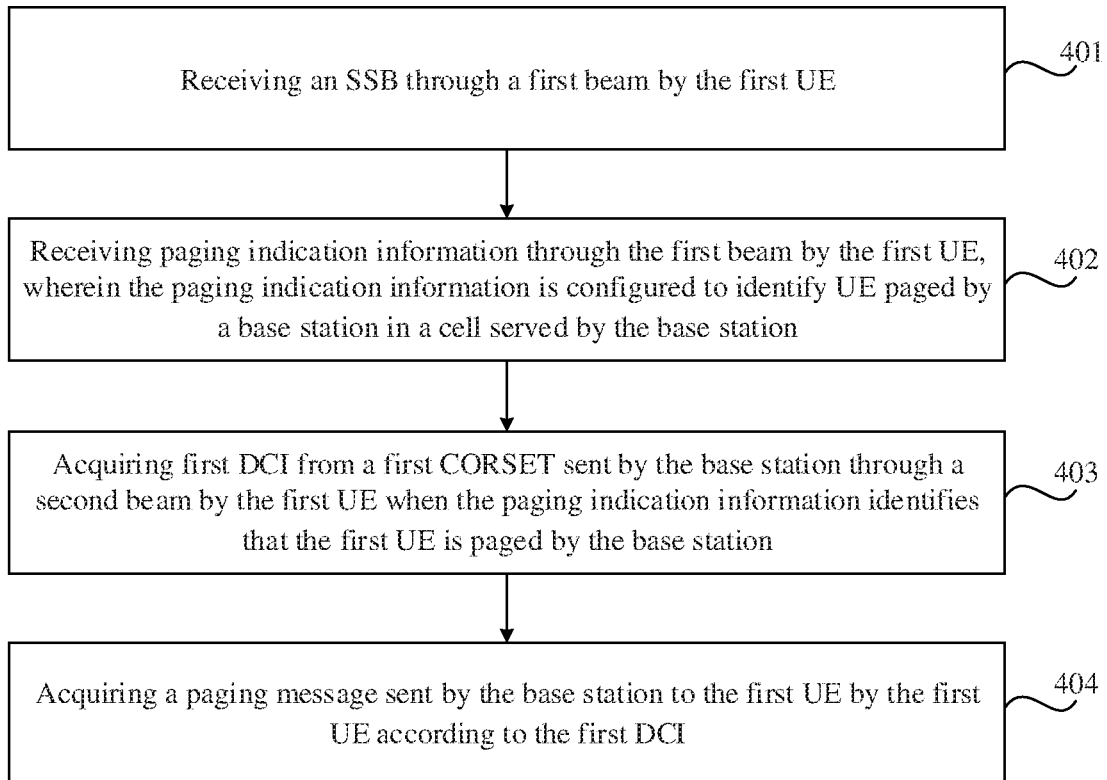 Receiving an SSB through a first beam by the first UE
401
Receiving paging indication information through the first beam by the first UE,
wherein the paging indication information is configured to identify UE paged by
a base station in a cell served by the base station
402
Acquiring first DCI from a first CORSET sent by the base station through a
second beam by the first UE when the paging indication information identifies
that the first UE is paged by the base station
403
Acquiring a paging message sent by the base station to the first UE by the first
UE according to the first DCI
404